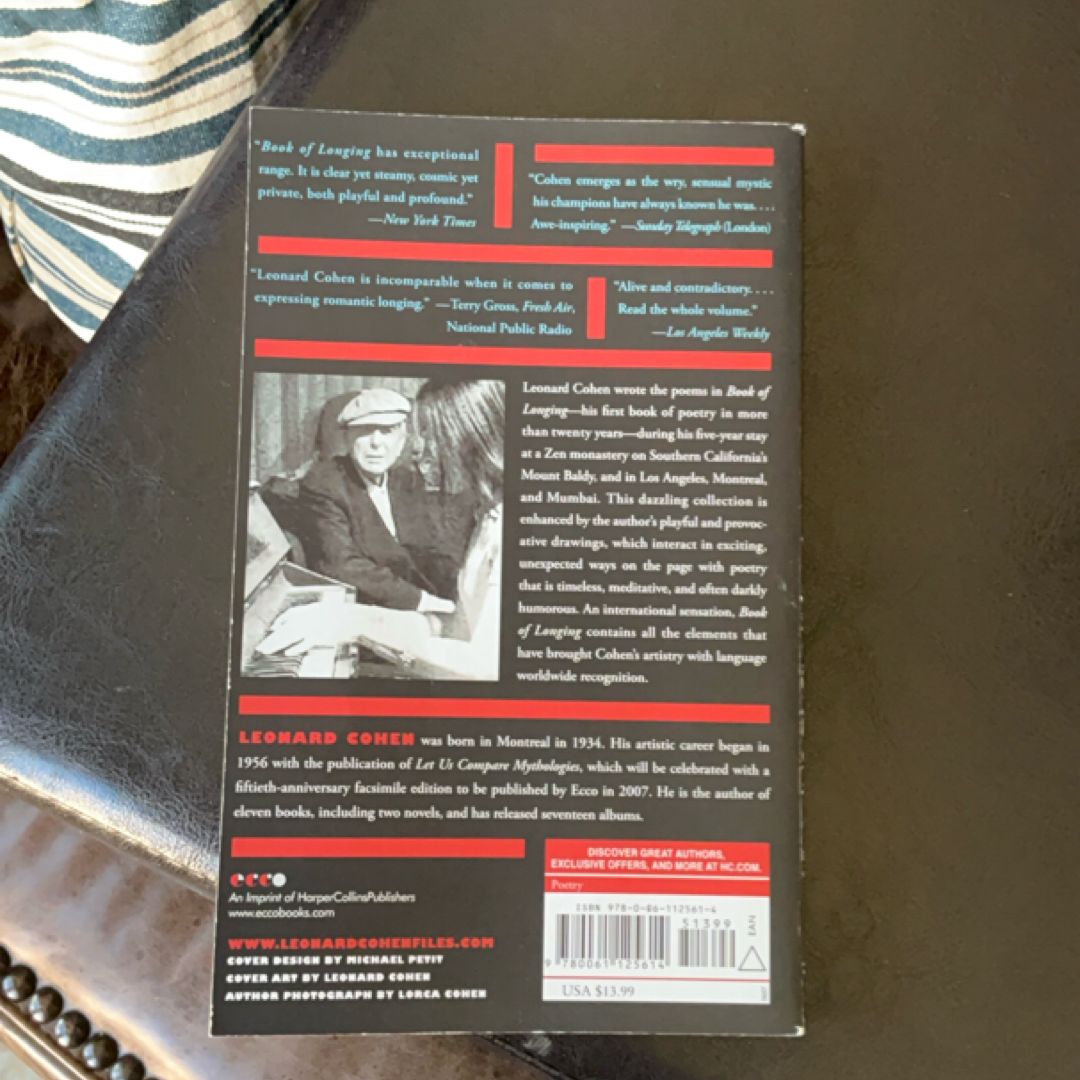 "Book of Longing has exceptional
range. It is clear yet steamy, cosmic yet
private, both playful and profound."
—New York Times
"Cohen emerges as the wry, sensual mystic
his champions have always known he was. . . .
Awe-inspiring." —Sunday Telegraph (London)
"Leonard Cohen is incomparable when it comes to
expressing romantic longing." —Terry Gross, Fresh Air,
National Public Radio
"Alive and contradictory. . . .
Read the whole volume."
—Los Angeles Weekly
Leonard Cohen wrote the poems in Book of
Longing—his first book of poetry in more
than twenty years—during his five-year stay
at a Zen monastery on Southern California's
Mount Baldy, and in Los Angeles, Montreal,
and Mumbai. This dazzling collection is
enhanced by the author's playful and provoc-
ative drawings, which interact in exciting,
unexpected ways on the page with poetry
that is timeless, meditative, and often darkly
humorous. An international sensation, Book
of Longing contains all the elements that
have brought Cohen's artistry with language
worldwide recognition.
LEONARD COHEN was born in Montreal in 1934. His artistic career began in
1956 with the publication of Let Us Compare Mythologies, which will be celebrated with a
fiftieth-anniversary facsimile edition to be published by Ecco in 2007. He is the author of
eleven books, including two novels, and has released seventeen albums.
ecco
An Imprint of HarperCollinsPublishers
www.eccobooks.com
WWW.LEONARDCOHENFILES.COM
COVER DESIGN BY MICHAEL PETIT
COVER ART BY LEONARD COHEN
AUTHOR PHOTOGRAPH BY LORCA COHEN
DISCOVER GREAT AUTHORS,
EXCLUSIVE OFFERS, AND MORE AT HC.COM.
Poetry
ISBN 978-0-06-112561-4
51399
EAN
9 780061 125614
USA $13.99